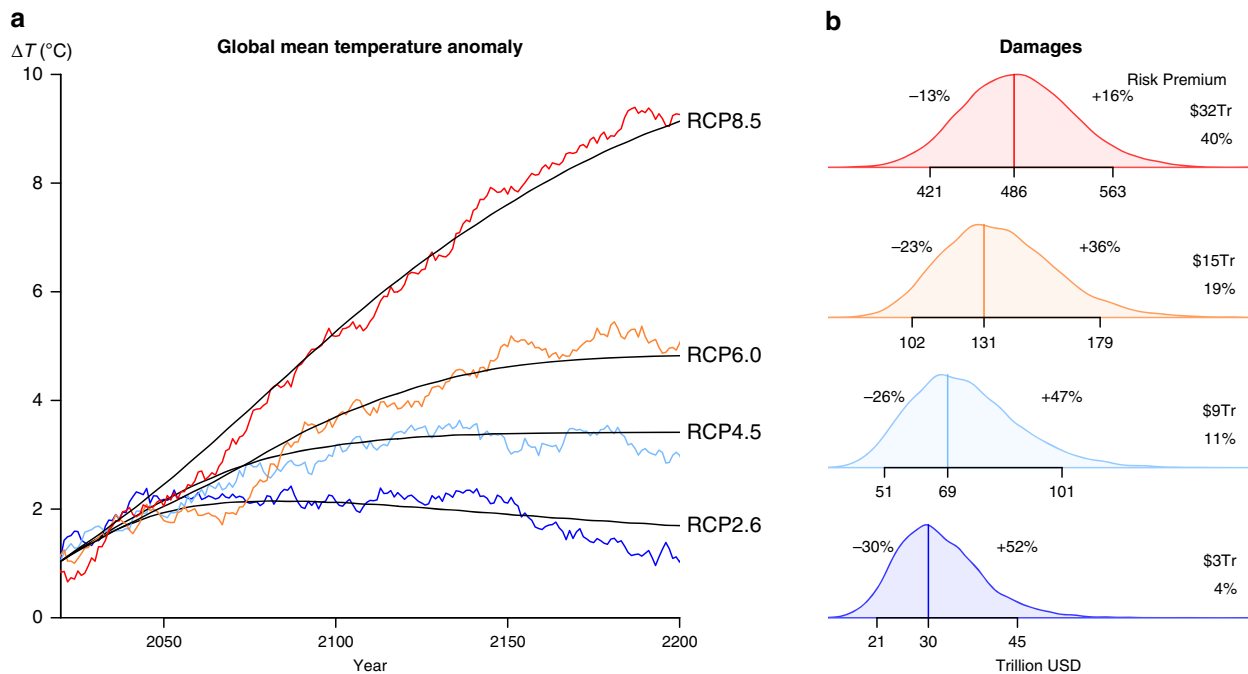 a
Global mean temperature anomaly
ΔT (°C)
10
8
6
4
2
0
2050
2100
2150
2200
Year
RCP8.5
RCP6.0
RCP4.5
RCP2.6
b
Damages
Risk Premium
–13%
+16%
$32Tr
40%
421
486
563
–23%
+36%
$15Tr
19%
102
131
179
–26%
+47%
$9Tr
11%
51
69
101
–30%
+52%
$3Tr
4%
21
30
45
Trillion USD